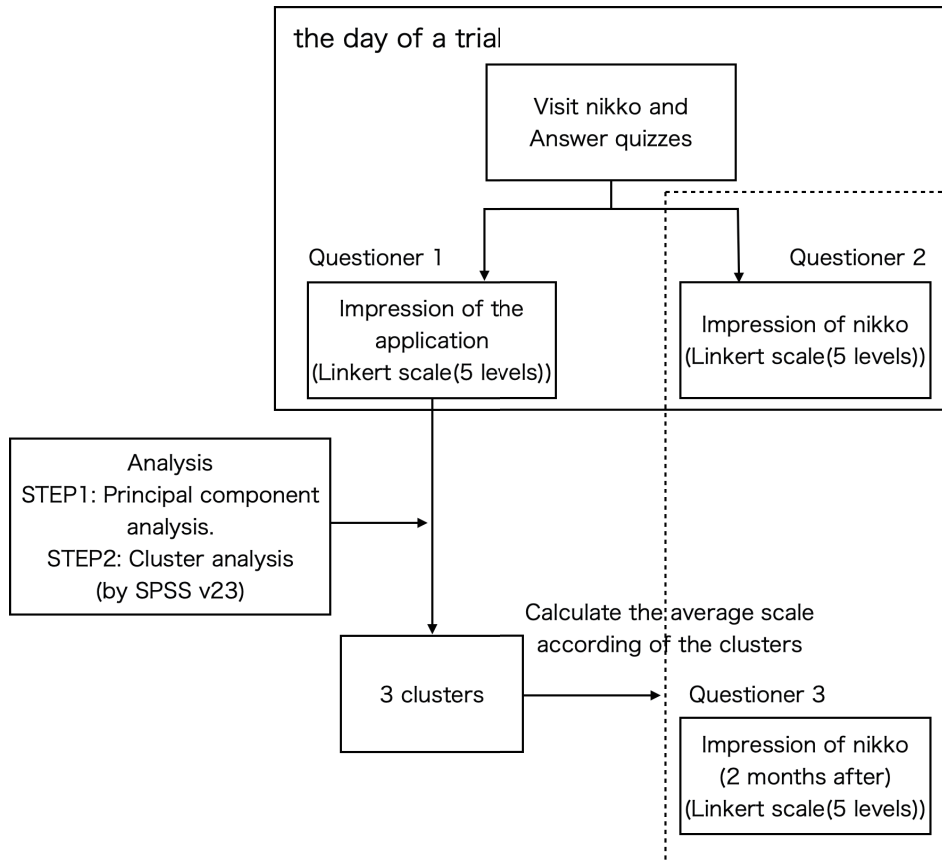 the day of a trial
Visit nikko and
Answer quizzes
Questioner 1
Impression of the
application
(Linkert scale(5 levels))
Questioner 2
Impression of nikko
(Linkert scale(5 levels))
Analysis
STEP1: Principal component
analysis.
STEP2: Cluster analysis
(by SPSS v23)
3 clusters
Calculate the average scale
according of the clusters
Questioner 3
Impression of nikko
(2 months after)
(Linkert scale(5 levels))